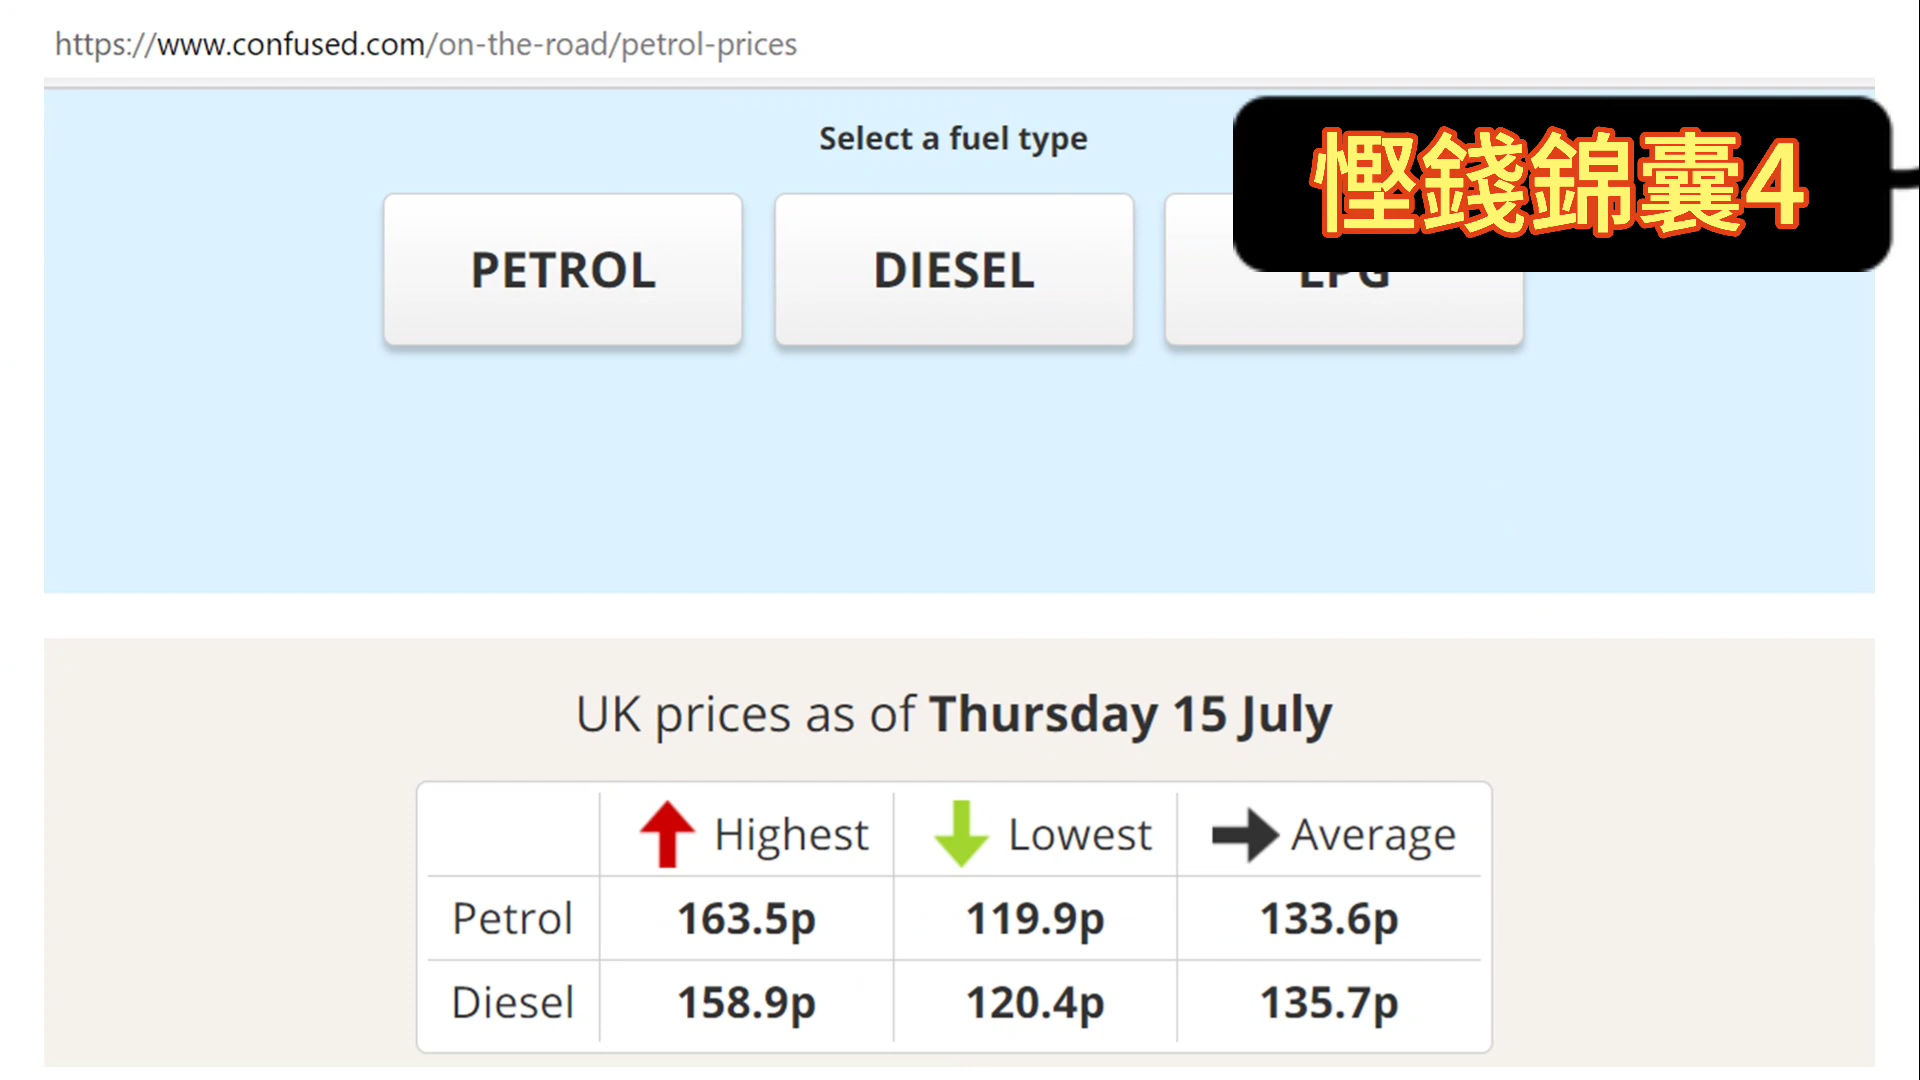 https://www.confused.com/on-the-road/petrol-prices
Select a fuel type
慳錢錦囊4
PETROL DIESEL LPG
UK prices as of Thursday 15 July
Highest Lowest Average
Petrol 163.5p 119.9p 133.6p
Diesel 158.9p 120.4p 135.7p